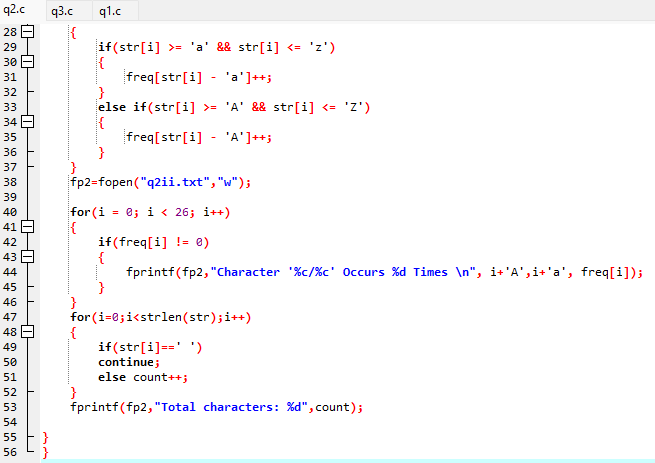 q2.c q3.c q1.c
28 {
29 if(str[i] >= 'a' && str[i] <= 'z')
30 {
31 freq[str[i] - 'a']++;
32 }
33 else if(str[i] >= 'A' && str[i] <= 'Z')
34 {
35 freq[str[i] - 'A']++;
36 }
37 }
38 fp2=fopen("q2ii.txt","w");
39
40 for(i = 0; i < 26; i++)
41 {
42 if(freq[i] != 0)
43 {
44 fprintf(fp2,"Character '%c/%c' Occurs %d Times \n", i+'A',i+'a', freq[i]);
45 }
46 }
47 for(i=0;i<strlen(str);i++)
48 {
49 if(str[i]==' ')
50 continue;
51 else count++;
52 }
53 fprintf(fp2,"Total characters: %d",count);
54
55 }
56 }